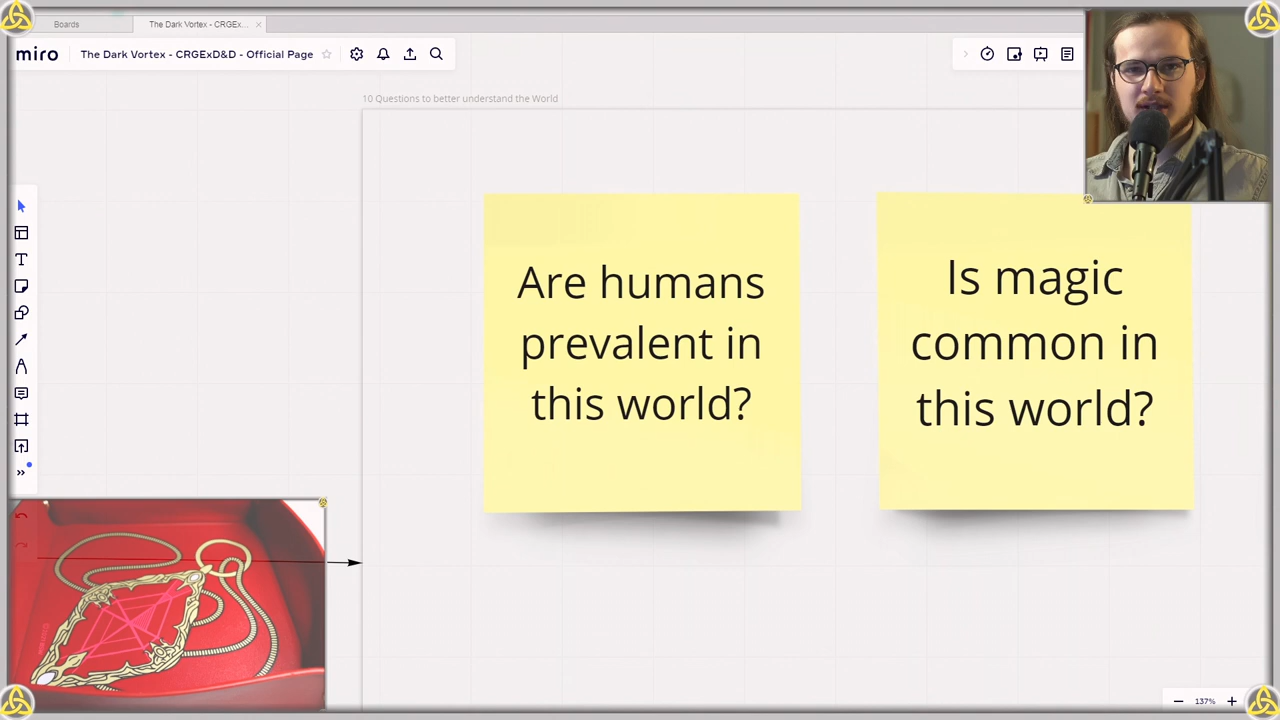 Boards
The Dark Vortex - CRGEx...
miro
The Dark Vortex - CRGExD&D - Official Page
10 Questions to better understand the World
Are humans
prevalent in
this world?
Is magic
common in
this world?
137%